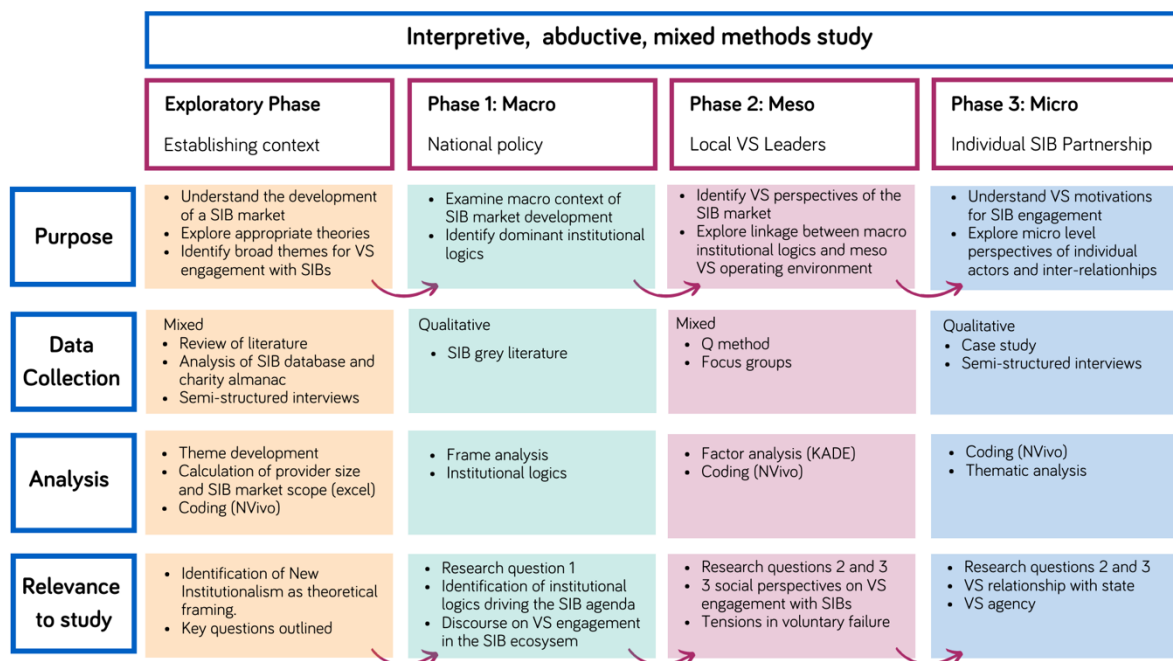 Interpretive, abductive, mixed methods study
Exploratory Phase
Establishing context
Phase 1: Macro
National policy
Phase 2: Meso
Local VS Leaders
Phase 3: Micro
Individual SIB Partnership
Purpose
• Understand the development
of a SIB market
• Explore appropriate theories
• Identify broad themes for VS
engagement with SIBs
• Examine macro context of
SIB market development
• Identify dominant institutional
logics
• Identify VS perspectives of the
SIB market
• Explore linkage between macro
institutional logics and meso
VS operating environment
• Understand VS motivations
for SIB engagement
• Explore micro level
perspectives of individual
actors and inter-relationships
Data
Collection
Mixed
• Review of literature
• Analysis of SIB database and
charity almanac
• Semi-structured interviews
Qualitative
• SIB grey literature
Mixed
• Q method
• Focus groups
Qualitative
• Case study
• Semi-structured interviews
Analysis
• Theme development
• Calculation of provider size
and SIB market scope (excel)
• Coding (NVivo)
• Frame analysis
• Institutional logics
• Factor analysis (KADE)
• Coding (NVivo)
• Coding (NVivo)
• Thematic analysis
Relevance
to study
• Identification of New
Institutionalism as theoretical
framing.
• Key questions outlined
• Research question 1
• Identification of institutional
logics driving the SIB agenda
• Discourse on VS engagement
in the SIB ecosysem
• Research questions 2 and 3
• 3 social perspectives on VS
engagement with SIBs
• Tensions in voluntary failure
• Research questions 2 and 3
• VS relationship with state
• VS agency